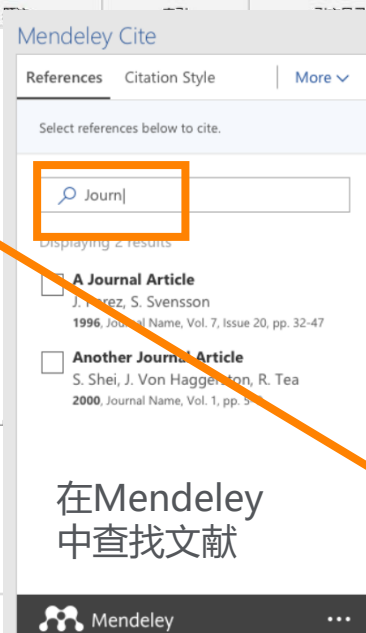 Mendeley Cite
References Citation Style More
Select references below to cite.
Journ
Displaying 2 results
A Journal Article
J. Perez, S. Svensson
1996, Journal Name, Vol. 7, Issue 20, pp. 32-47
Another Journal Article
S. Shei, J. Von Haggerston, R. Tea
2000, Journal Name, Vol. 1, pp.
在Mendeley
中查找文献
Mendeley